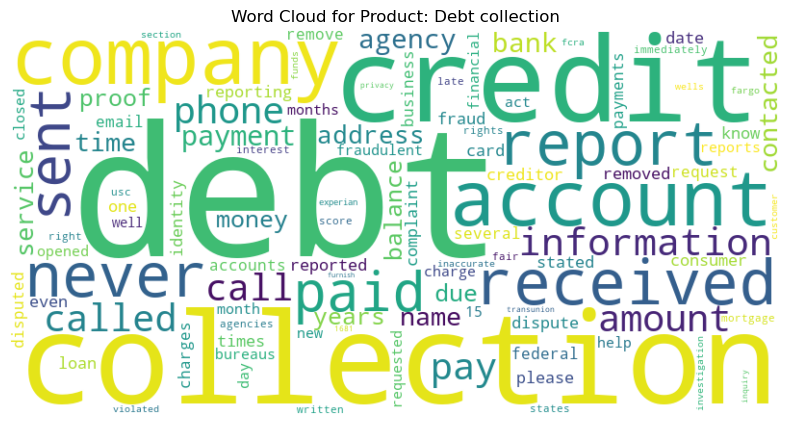 Word Cloud for Product: Debt collection
section
remove
agency
bank
fcra
date
immediately
company
credit
funds
privacy
late
wells
fargo
closed
sent
proof
reporting
phone
months
business
financial
act
payments
contacted
email
time
payment
address
fraud
rights
report
know
reports
interest
fraudulent
card
creditor
removed
request
service
usc
one
well
debt
identity
money
experian
score
balance
complaint
account
customer
right
opened
several
information
never
accounts
reported
inaccurate
fair
stated
consumer
furnish
charge
received
disputed
even
call
paid
due
called
month
years
name
15
transunion
amount
mortgage
agencies
1681
new
dispute
loan
charges
times
bureaus
day
collection
requested
pay
federal
help
please
investigation
inquiry
violated
written
states